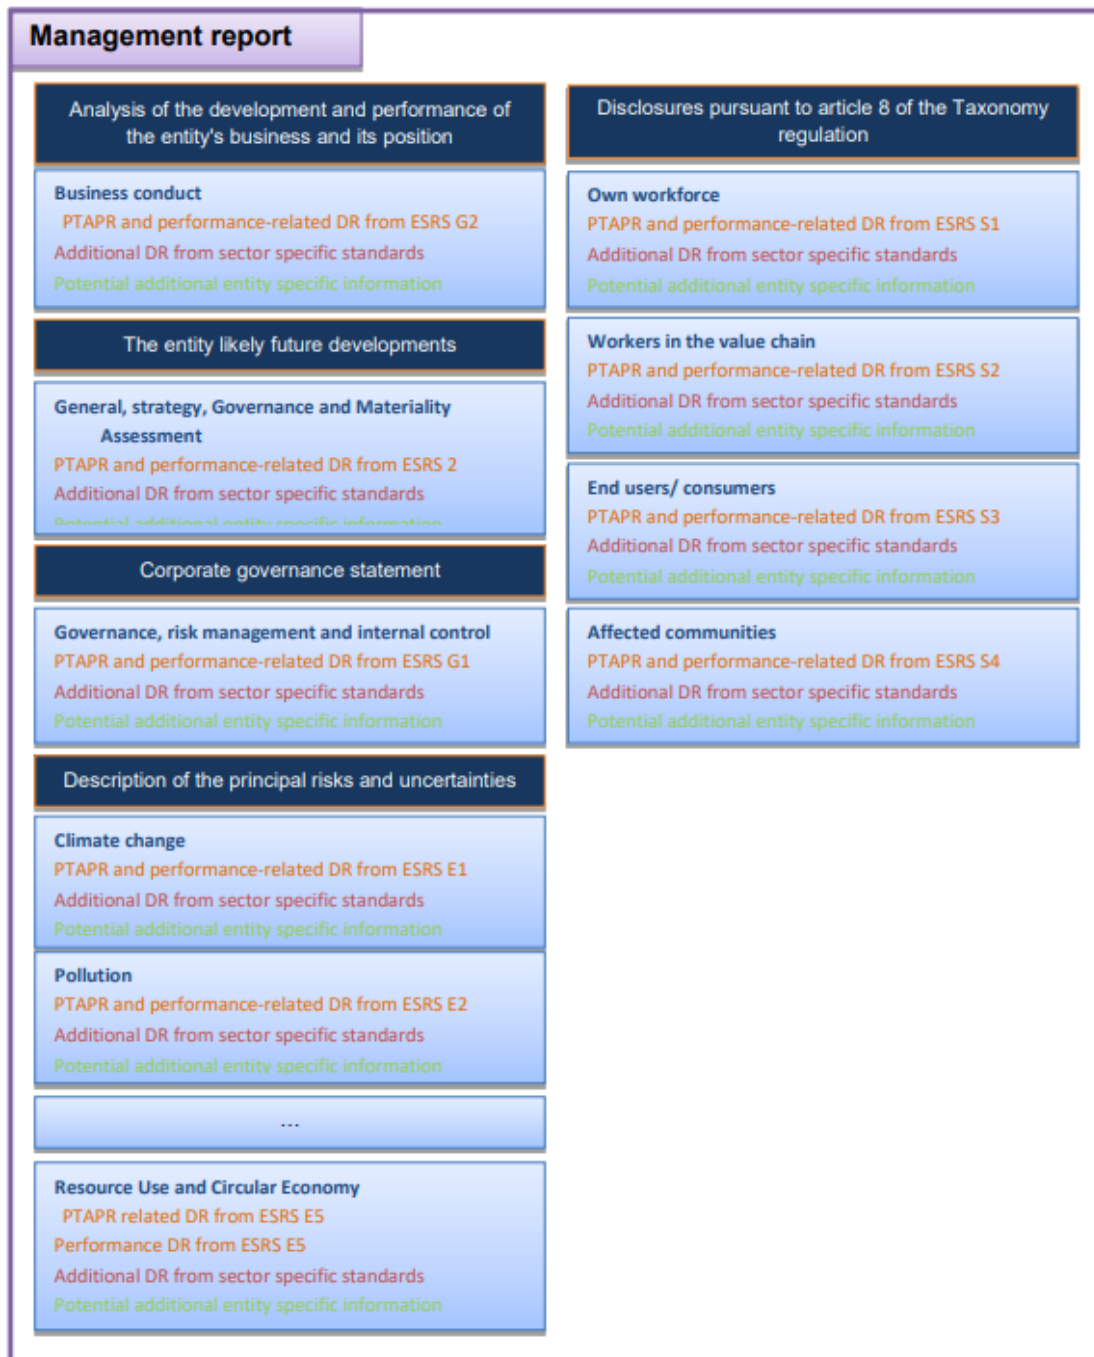 Management report
Analysis of the development and performance of
the entity's business and its position
Business conduct
PTAPR and performance-related DR from ESRS G2
Additional DR from sector specific standards
Potential additional entity specific information
The entity likely future developments
General, strategy, Governance and Materiality
Assessment
PTAPR and performance-related DR from ESRS 2
Additional DR from sector specific standards
Potential additional entity specific information
Corporate governance statement
Governance, risk management and internal control
PTAPR and performance-related DR from ESRS G1
Additional DR from sector specific standards
Potential additional entity specific information
Description of the principal risks and uncertainties
Climate change
PTAPR and performance-related DR from ESRS E1
Additional DR from sector specific standards
Potential additional entity specific information
Pollution
PTAPR and performance-related DR from ESRS E2
Additional DR from sector specific standards
Potential additional entity specific information
...
Resource Use and Circular Economy
PTAPR related DR from ESRS E5
Performance DR from ESRS E5
Additional DR from sector specific standards
Potential additional entity specific information
Disclosures pursuant to article 8 of the Taxonomy
regulation
Own workforce
PTAPR and performance-related DR from ESRS S1
Additional DR from sector specific standards
Potential additional entity specific information
Workers in the value chain
PTAPR and performance-related DR from ESRS S2
Additional DR from sector specific standards
Potential additional entity specific information
End users/ consumers
PTAPR and performance-related DR from ESRS S3
Additional DR from sector specific standards
Potential additional entity specific information
Affected communities
PTAPR and performance-related DR from ESRS S4
Additional DR from sector specific standards
Potential additional entity specific information